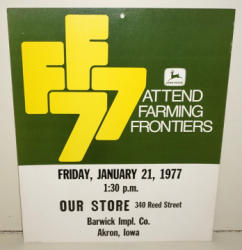 FF
77
ATTEND
FARMING
FRONTIERS
FRIDAY, JANUARY 21, 1977
1:30 p.m.
OUR STORE 340 Reed Street
Barwick Impl. Co.
Akron, Iowa